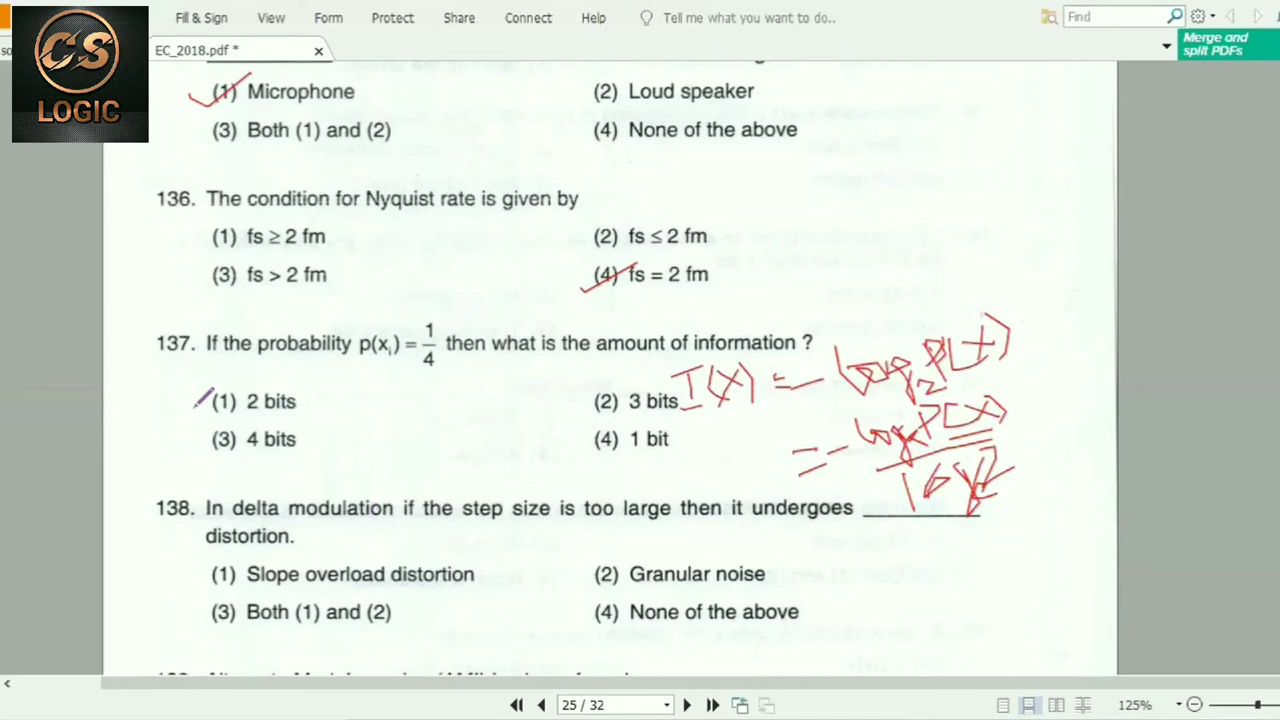 Fill & Sign View Form Protect Share Connect Help Tell me what you want to do.. Find
Merge and split PDFs
CS
LOGIC
EC_2018.pdf *
(1) Microphone (2) Loud speaker
(3) Both (1) and (2) (4) None of the above
136. The condition for Nyquist rate is given by
(1) fs ≥ 2 fm (2) fs ≤ 2 fm
(3) fs > 2 fm (4) fs = 2 fm
137. If the probability p(xᵢ) = 1/4 then what is the amount of information ?
I(X) = - log₂ P(X)
(1) 2 bits (2) 3 bits
= - log P(X) / log 2
(3) 4 bits (4) 1 bit
138. In delta modulation if the step size is too large then it undergoes ________
distortion.
(1) Slope overload distortion (2) Granular noise
(3) Both (1) and (2) (4) None of the above
25 / 32 125%